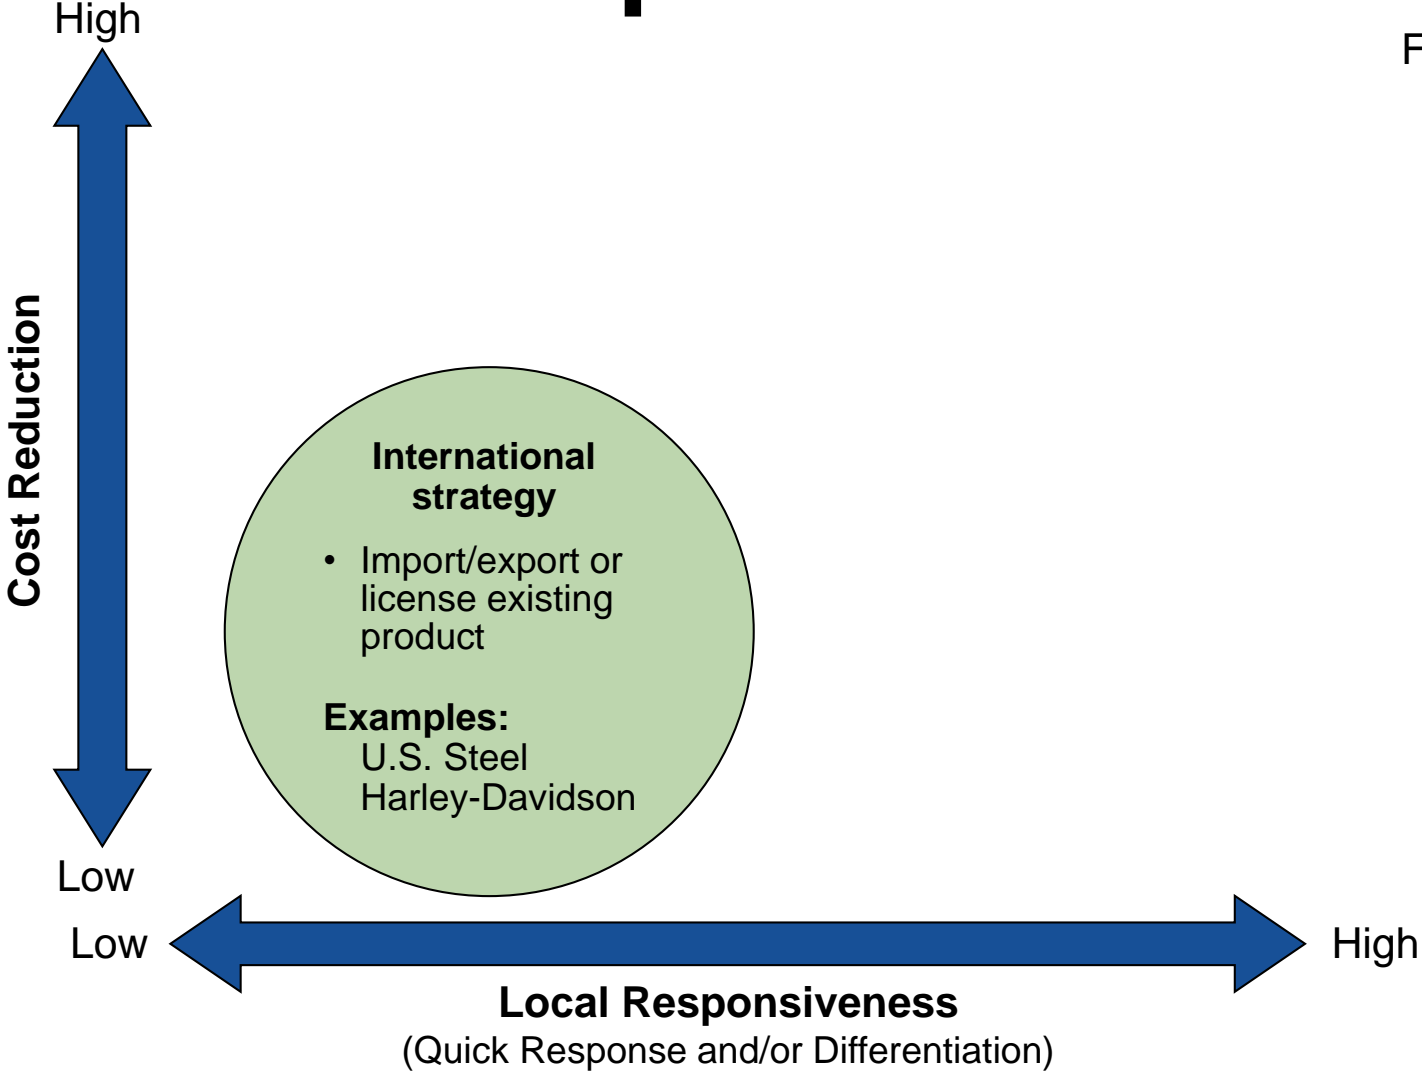 High
F
Cost Reduction
International
strategy
• Import/export or
license existing
product
Examples:
U.S. Steel
Harley-Davidson
Low
Low
High
Local Responsiveness
(Quick Response and/or Differentiation)